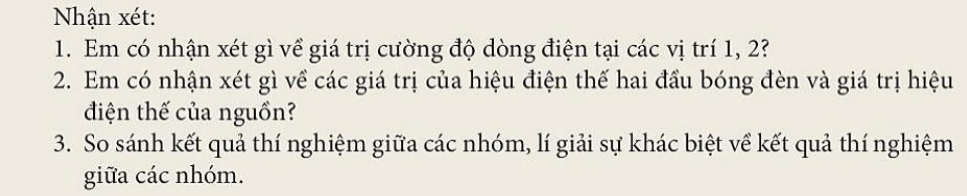 Nhận xét:
1. Em có nhận xét gì về giá trị cường độ dòng điện tại các vị trí 1, 2?
2. Em có nhận xét gì về các giá trị của hiệu điện thế hai đầu bóng đèn và giá trị hiệu
điện thế của nguồn?
3. So sánh kết quả thí nghiệm giữa các nhóm, lí giải sự khác biệt về kết quả thí nghiệm
giữa các nhóm.